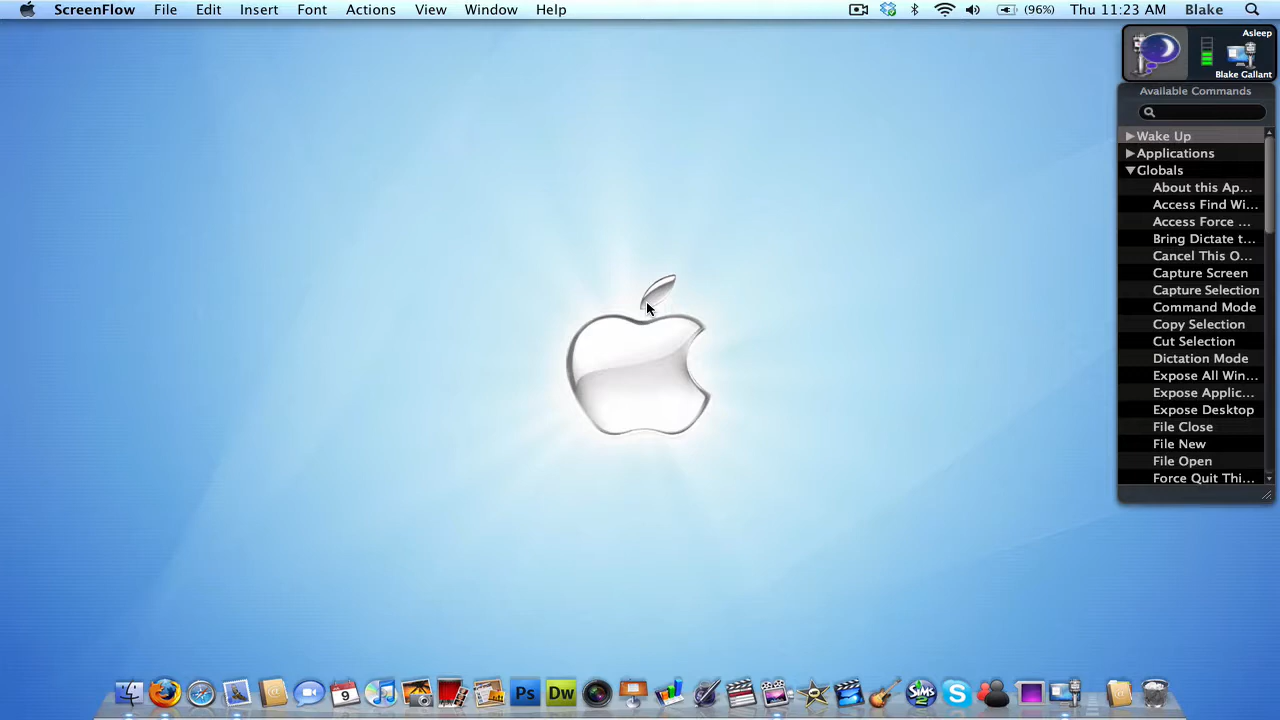 ScreenFlow File Edit Insert Font Actions View Window Help (96%) Thu 11:23 AM Blake
Asleep
Blake Gallant
Available Commands
Wake Up
Applications
Globals
About this Ap...
Access Find Wi...
Access Force ...
Bring Dictate t...
Cancel This O...
Capture Screen
Capture Selection
Command Mode
Copy Selection
Cut Selection
Dictation Mode
Expose All Win...
Expose Applic...
Expose Desktop
File Close
File New
File Open
Force Quit Thi...
9 Ps Dw SIMS S